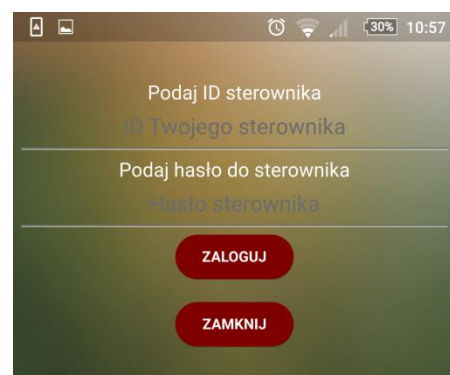 30% 10:57
Podaj ID sterownika
ID Twojego sterownika
Podaj hasło do sterownika
Hasło sterownika
ZALOGUJ
ZAMKNIJ